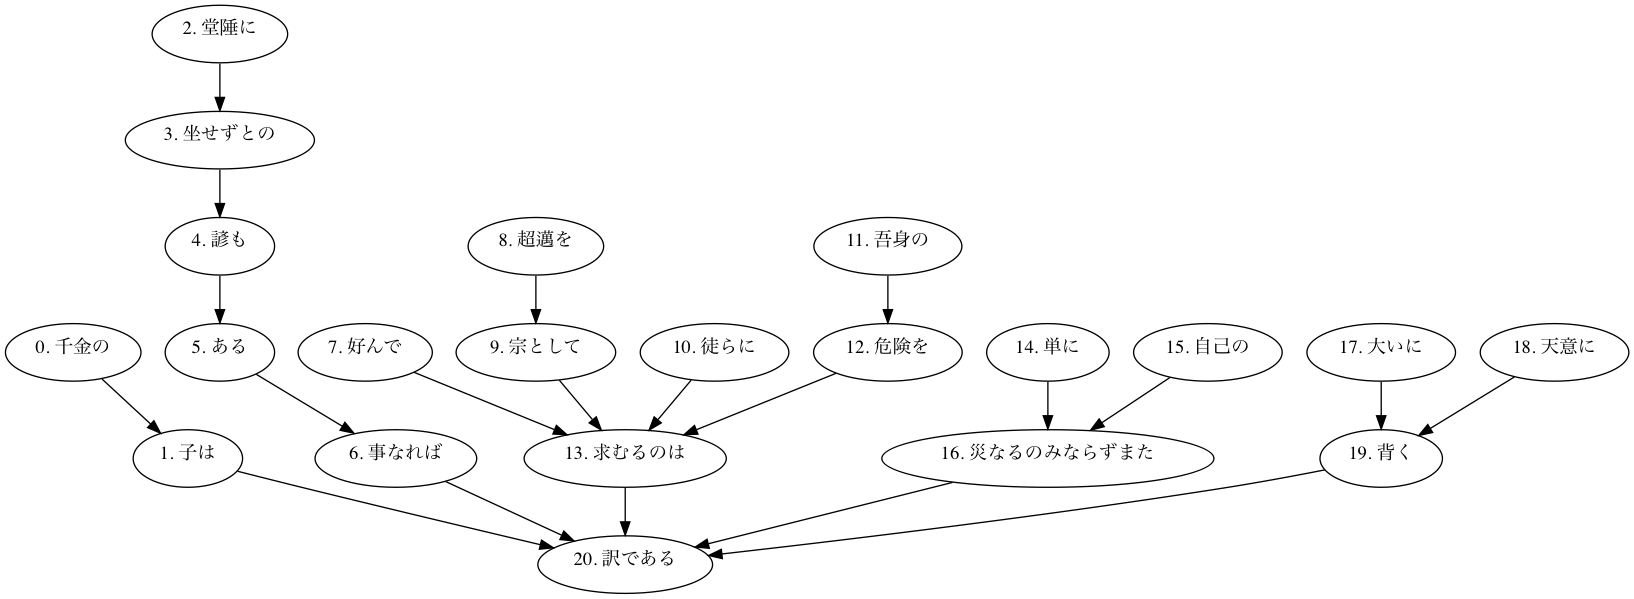 2. 堂陲に
3. 坐せずとの
4. 諺も
8. 超邁を
11. 吾身の
0. 千金の
5. ある
7. 好んで
9. 宗として
10. 徒らに
12. 危険を
14. 単に
15. 自己の
17. 大いに
18. 天意に
1. 子は
6. 事なれば
13. 求むるのは
16. 災なるのみならずまた
19. 背く
20. 訳である